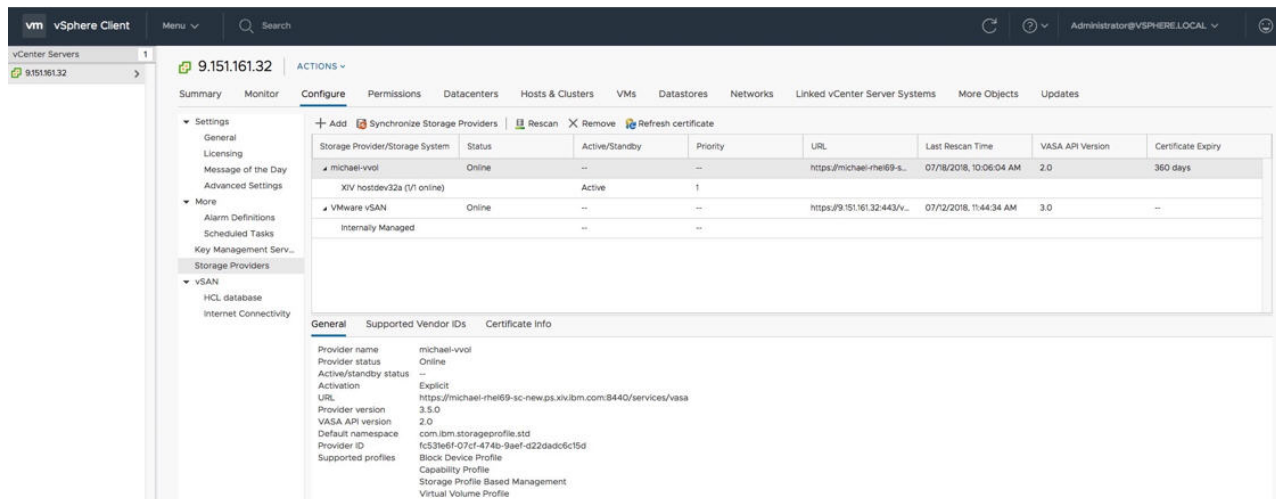 vm vSphere Client Menu Search Administrator@VSPHERE.LOCAL
vCenter Servers 1
9.151.161.32
9.151.161.32 ACTIONS
Summary Monitor Configure Permissions Datacenters Hosts & Clusters VMs Datastores Networks Linked vCenter Server Systems More Objects Updates
Settings
General
Licensing
Message of the Day
Advanced Settings
More
Alarm Definitions
Scheduled Tasks
Key Management Serv...
Storage Providers
vSAN
HCL database
Internet Connectivity
+ Add Synchronize Storage Providers Rescan Remove Refresh certificate
Storage Provider/Storage System Status Active/Standby Priority URL Last Rescan Time VASA API Version Certificate Expiry
michael-vvol Online -- -- https://michael-rhel69-s... 07/18/2018, 10:06:04 AM 2.0 360 days
XIV hostdev32a (1/1 online) Active 1
VMware vSAN Online -- -- https://9.151.161.32:443/v... 07/12/2018, 11:44:34 AM 3.0 --
Internally Managed -- --
General Supported Vendor IDs Certificate Info
Provider name michael-vvol
Provider status Online
Active/standby status --
Activation Explicit
URL https://michael-rhel69-sc-new.ps.xiv.ibm.com:8440/services/vasa
Provider version 3.5.0
VASA API version 2.0
Default namespace com.ibm.storageprofile.std
Provider ID fc531e6f-07cf-474b-9aef-d22dadc6c15d
Supported profiles Block Device Profile
Capability Profile
Storage Profile Based Management
Virtual Volume Profile